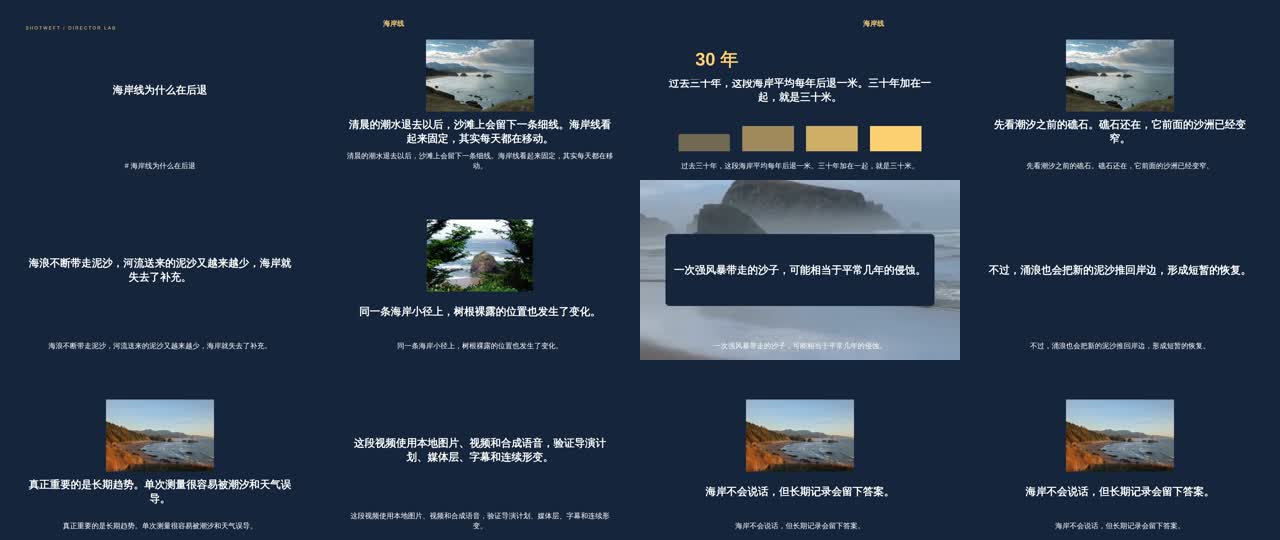 SHOTWEFT / DIRECTOR LAB
海岸线为什么在后退
# 海岸线为什么在后退
海岸线
清晨的潮水退去以后，沙滩上会留下一条细线。海岸线看
起来固定，其实每天都在移动。
清晨的潮水退去以后，沙滩上会留下一条细线。海岸线看起来固定，其实每天都在移
动。
海岸线
30 年
过去三十年，这段海岸平均每年后退一米。三十年加在一
起，就是三十米。
过去三十年，这段海岸平均每年后退一米。三十年加在一起，就是三十米。
先看潮汐之前的礁石。礁石还在，它前面的沙洲已经变
窄。
先看潮汐之前的礁石。礁石还在，它前面的沙洲已经变窄。
海浪不断带走泥沙，河流送来的泥沙又越来越少，海岸就
失去了补充。
海浪不断带走泥沙，河流送来的泥沙又越来越少，海岸就失去了补充。
同一条海岸小径上，树根裸露的位置也发生了变化。
同一条海岸小径上，树根裸露的位置也发生了变化。
一次强风暴带走的沙子，可能相当于平常几年的侵蚀。
一次强风暴带走的沙子，可能相当于平常几年的侵蚀。
不过，涌浪也会把新的泥沙推回岸边，形成短暂的恢复。
不过，涌浪也会把新的泥沙推回岸边，形成短暂的恢复。
真正重要的是长期趋势。单次测量很容易被潮汐和天气误
导。
真正重要的是长期趋势。单次测量很容易被潮汐和天气误导。
这段视频使用本地图片、视频和合成语音，验证导演计
划、媒体层、字幕和连续形变。
这段视频使用本地图片、视频和合成语音，验证导演计划、媒体层、字幕和连续形
变。
海岸不会说话，但长期记录会留下答案。
海岸不会说话，但长期记录会留下答案。
海岸不会说话，但长期记录会留下答案。
海岸不会说话，但长期记录会留下答案。